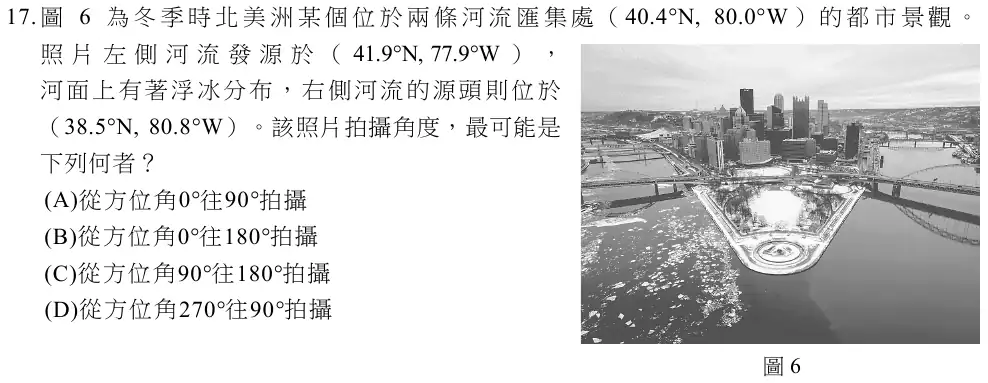 17.圖 6 為冬季時北美洲某個位於兩條河流匯集處（40.4°N, 80.0°W）的都市景觀。
照片左側河流發源於（41.9°N, 77.9°W），
河面上有著浮冰分布，右側河流的源頭則位於
（38.5°N, 80.8°W）。該照片拍攝角度，最可能是
下列何者？
(A)從方位角0°往90°拍攝
(B)從方位角0°往180°拍攝
(C)從方位角90°往180°拍攝
(D)從方位角270°往90°拍攝
圖 6